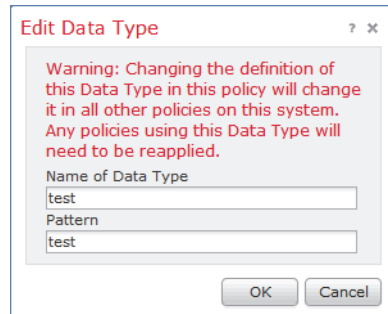 Edit Data Type ? ×
Warning: Changing the definition of
this Data Type in this policy will change
it in all other policies on this system.
Any policies using this Data Type will
need to be reapplied.
Name of Data Type
test
Pattern
test
OK Cancel